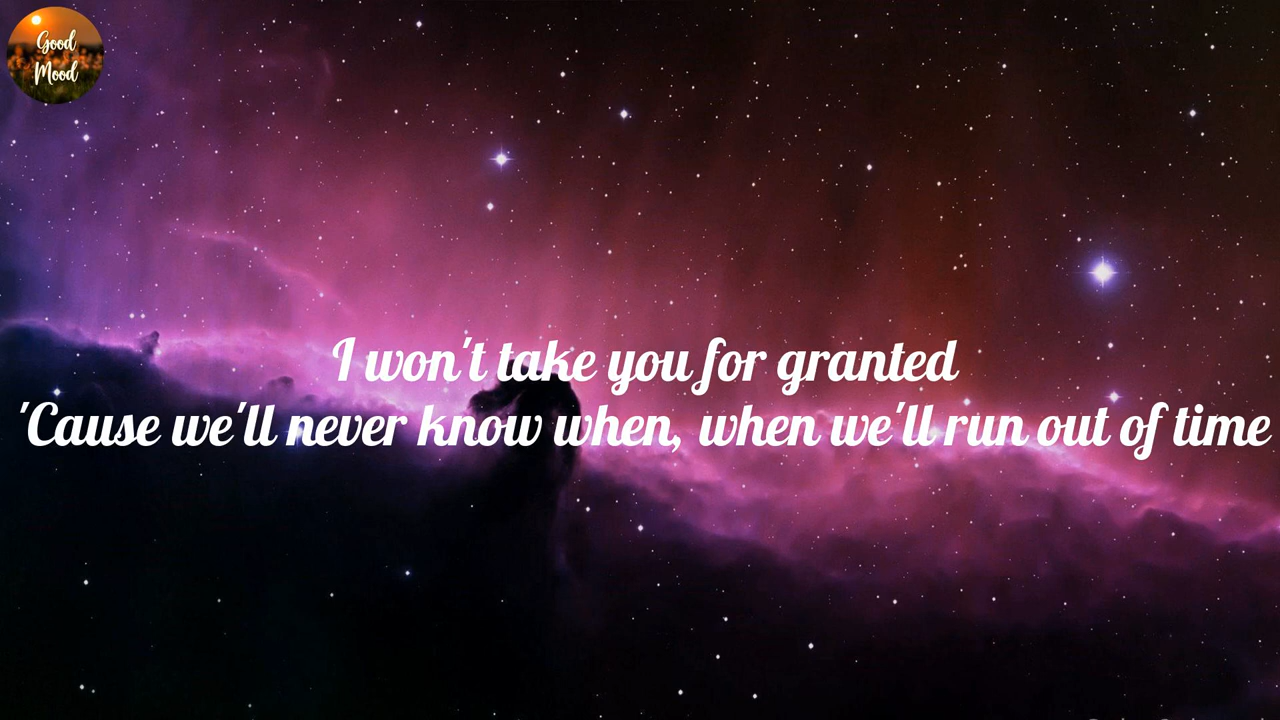 Good
Mood
I won't take you for granted
'Cause we'll never know when, when we'll run out of time